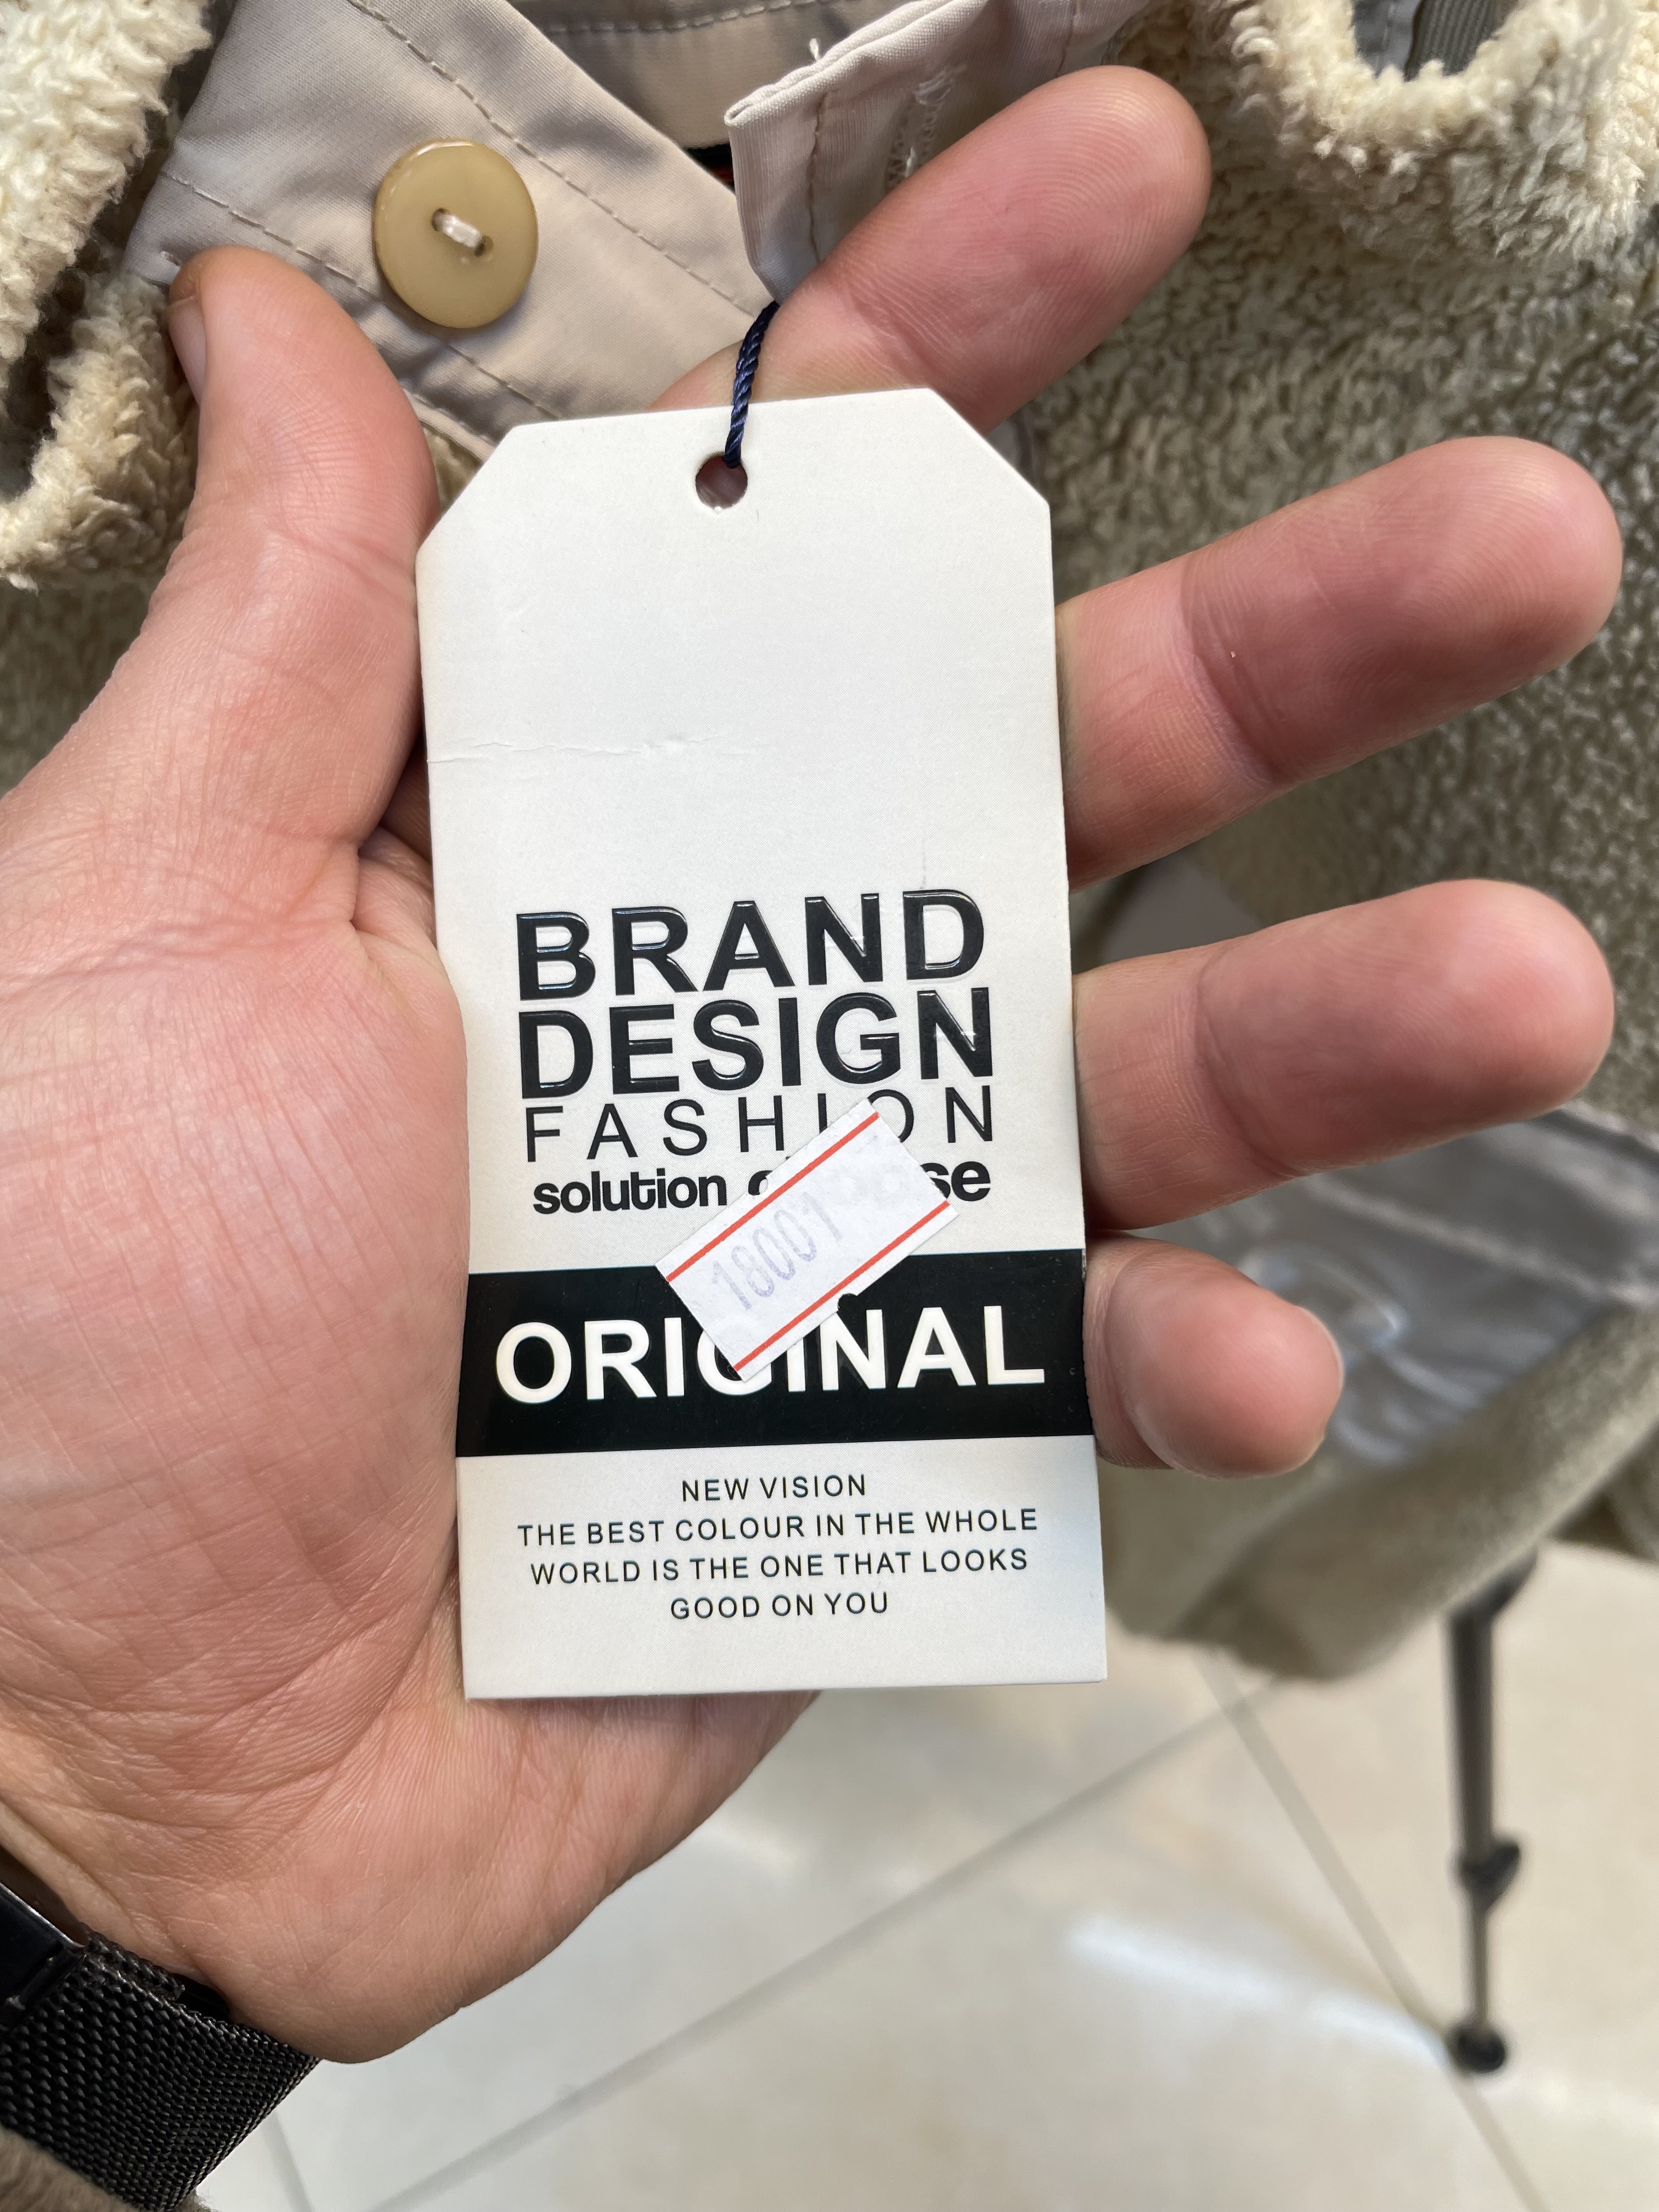 BRAND
DESIGN
FASHION
solution
ORIGINAL
18001
NEW VISION
THE BEST COLOUR IN THE WHOLE
WORLD IS THE ONE THAT LOOKS
GOOD ON YOU